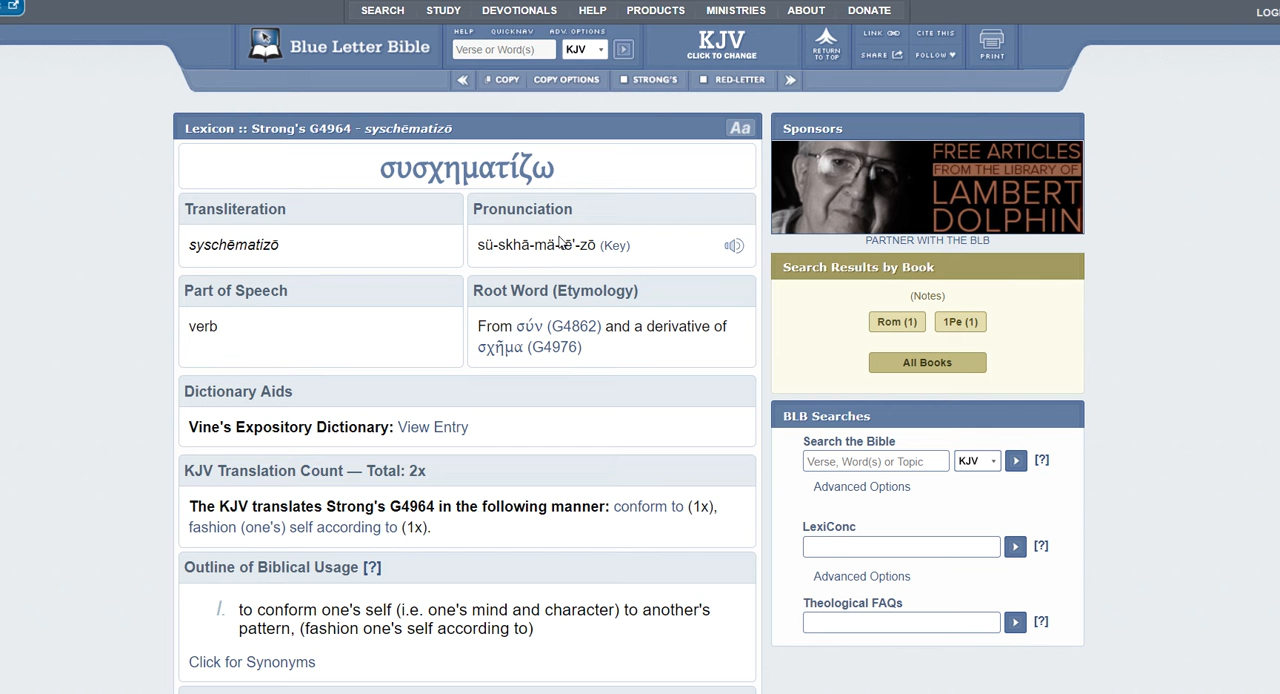 SEARCH STUDY DEVOTIONALS HELP PRODUCTS MINISTRIES ABOUT DONATE
Blue Letter Bible
HELP QUICKNAV ADV. OPTIONS
Verse or Word(s) KJV
KJV
CLICK TO CHANGE
RETURN
TO TOP
LINK CITE THIS
SHARE FOLLOW
PRINT
COPY COPY OPTIONS STRONG'S RED-LETTER
Lexicon :: Strong's G4964 - syschēmatizō
Aa
συσχηματίζω
Transliteration
syschēmatizō
Pronunciation
(Key)
Part of Speech
verb
Root Word (Etymology)
From σύν (G4862) and a derivative of
σχῆμα (G4976)
Dictionary Aids
Vine's Expository Dictionary: View Entry
KJV Translation Count — Total: 2x
The KJV translates Strong's G4964 in the following manner: conform to (1x),
fashion (one's) self according to (1x).
Outline of Biblical Usage [?]
I. to conform one's self (i.e. one's mind and character) to another's
pattern, (fashion one's self according to)
Click for Synonyms
Sponsors
FREE ARTICLES
FROM THE LIBRARY OF
LAMBERT
DOLPHIN
PARTNER WITH THE BLB
Search Results by Book
(Notes)
Rom (1) 1Pe (1)
All Books
BLB Searches
Search the Bible
Verse, Word(s) or Topic KJV [?]
Advanced Options
LexiConc
[?]
Advanced Options
Theological FAQs
[?]